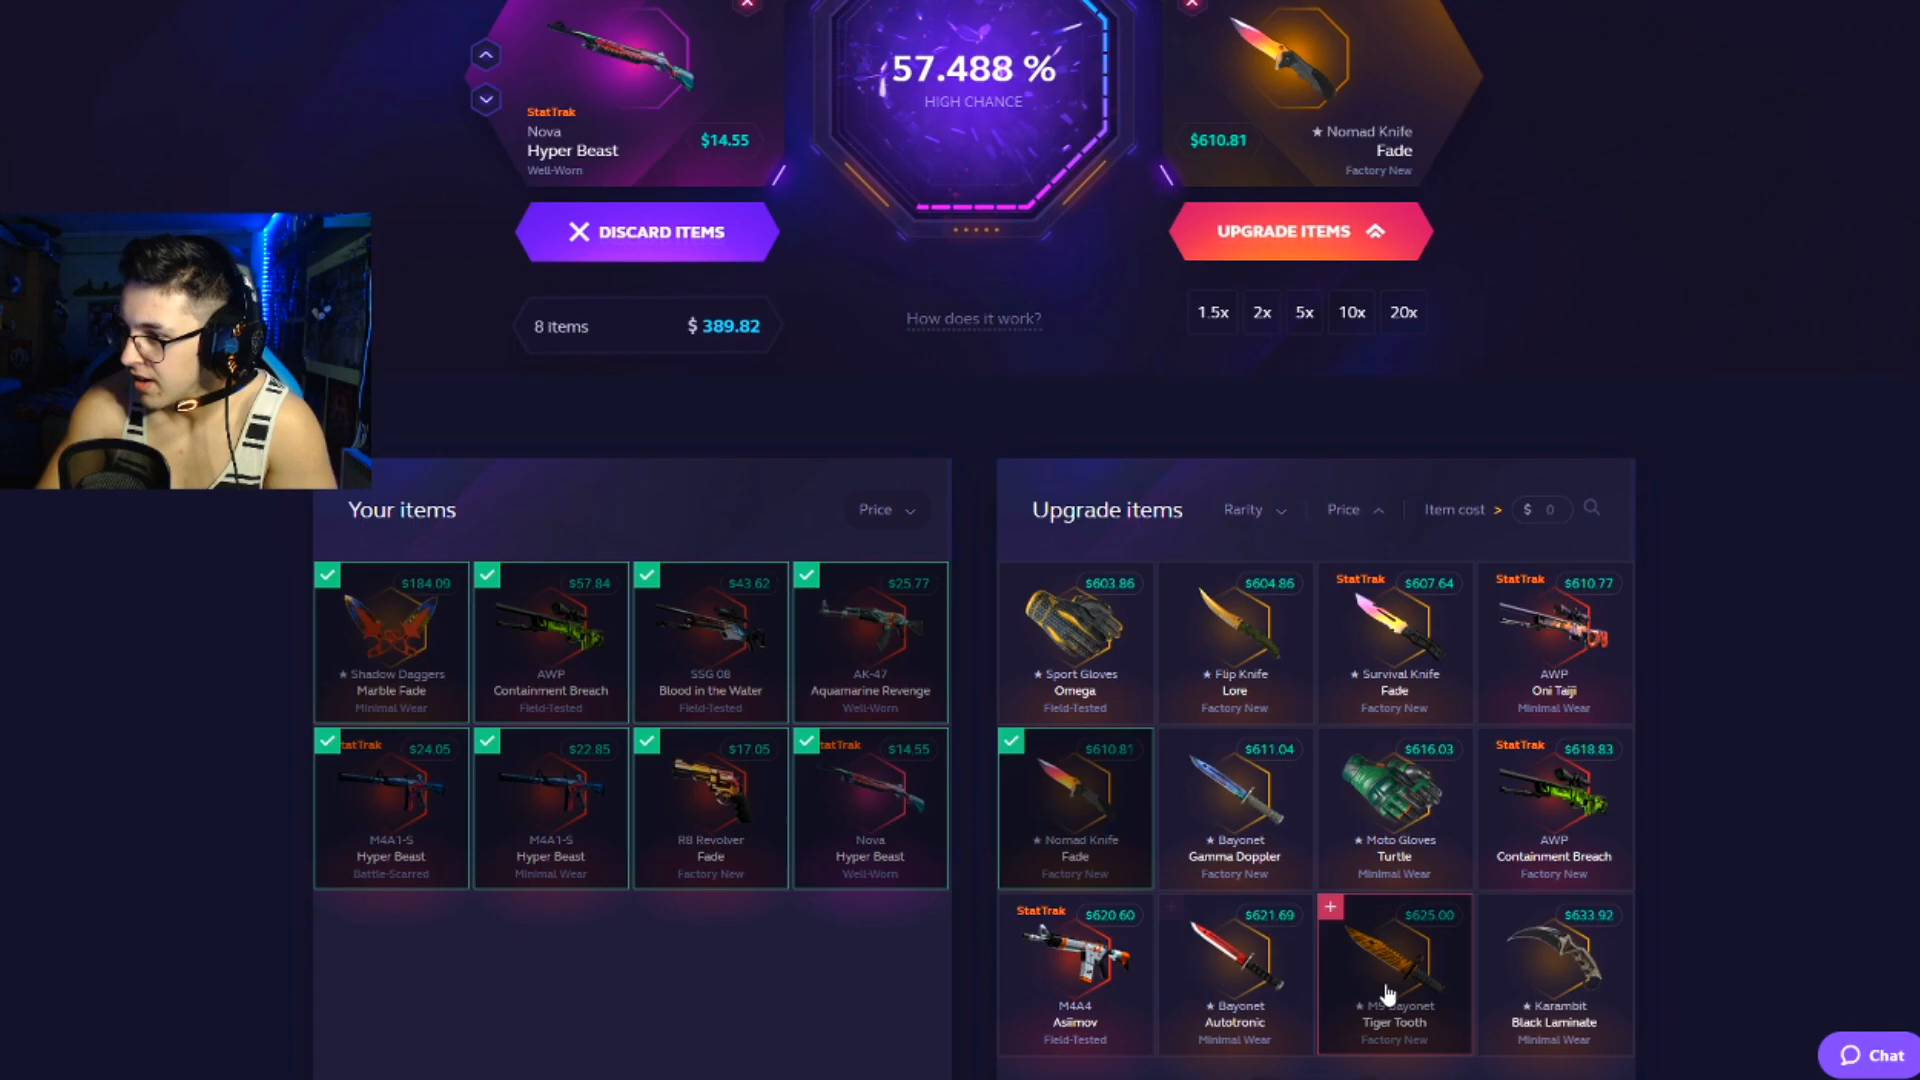 57.488 %
HIGH CHANCE
StatTrak
Nova
Hyper Beast
Well-Worn
$14.55
$610.81
★ Nomad Knife
Fade
Factory New
DISCARD ITEMS
UPGRADE ITEMS
8 Items
$ 389.82
How does it work?
1.5x 2x 5x 10x 20x
Your items
Price
$184.09
★ Shadow Daggers
Marble Fade
Minimal Wear
$57.84
AWP
Containment Breach
Field-Tested
$43.62
SSG 08
Blood in the Water
Field-Tested
$25.77
AK-47
Aquamarine Revenge
Well-Worn
tatTrak
$24.05
M4A1-S
Hyper Beast
Battle-Scarred
$22.85
M4A1-S
Hyper Beast
Minimal Wear
$17.05
R8 Revolver
Fade
Factory New
tatTrak
$14.55
Nova
Hyper Beast
Well-Worn
Upgrade items
Rarity
Price
Item cost >
$ 0
$603.86
★ Sport Gloves
Omega
Field-Tested
$604.86
★ Flip Knife
Lore
Factory New
StatTrak
$607.64
★ Survival Knife
Fade
Factory New
StatTrak
$610.77
AWP
Oni Taiji
Minimal Wear
$610.81
★ Nomad Knife
Fade
Factory New
$611.04
★ Bayonet
Gamma Doppler
Factory New
$616.03
★ Moto Gloves
Turtle
Minimal Wear
StatTrak
$618.83
AWP
Containment Breach
Factory New
StatTrak
$620.60
M4A4
Asiimov
Field-Tested
$621.69
★ Bayonet
Autotronic
Minimal Wear
$625.00
★ M9 Bayonet
Tiger Tooth
Factory New
$633.92
★ Karambit
Black Laminate
Minimal Wear
Chat